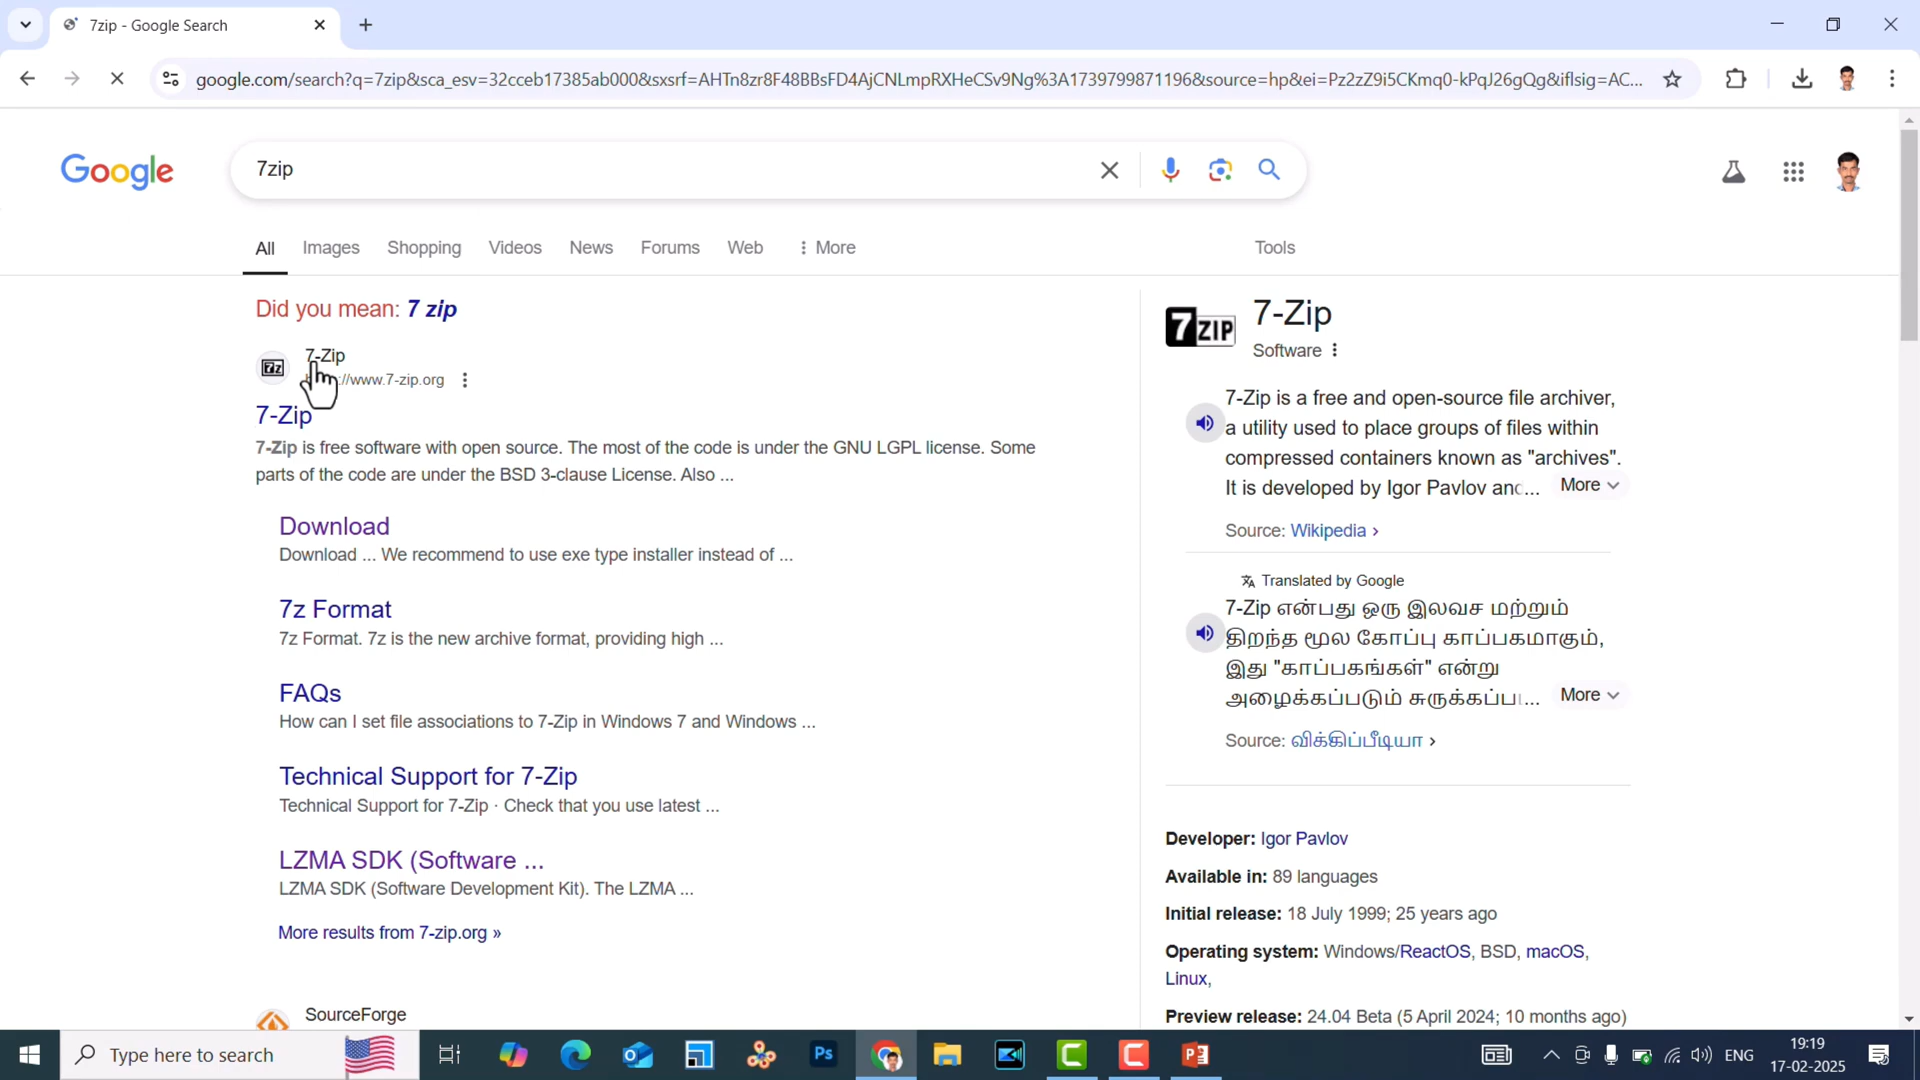 7zip - Google Search
google.com/search?q=7zip&sca_esv=32cceb17385ab000&sxsrf=AHTn8zr8F48BBsFD4AjCNLmpRXHeCSv9Ng%3A1739799871196&source=hp&ei=Pz2zZ9i5CKmq0-kPqJ26gQg&iflsig=AC...
Google
7zip
All Images Shopping Videos News Forums Web More Tools
Did you mean: 7 zip
7-Zip
://www.7-zip.org
7-Zip
7-Zip is free software with open source. The most of the code is under the GNU LGPL license. Some
parts of the code are under the BSD 3-clause License. Also ...
Download
Download ... We recommend to use exe type installer instead of ...
7z Format
7z Format. 7z is the new archive format, providing high ...
FAQs
How can I set file associations to 7-Zip in Windows 7 and Windows ...
Technical Support for 7-Zip
Technical Support for 7-Zip · Check that you use latest ...
LZMA SDK (Software ...
LZMA SDK (Software Development Kit). The LZMA ...
More results from 7-zip.org »
SourceForge
7ZIP
7-Zip
Software
7-Zip is a free and open-source file archiver,
a utility used to place groups of files within
compressed containers known as "archives".
It is developed by Igor Pavlov and... More
Source: Wikipedia ›
Translated by Google
7-Zip என்பது ஒரு இலவச மற்றும்
திறந்த மூல கோப்பு காப்பகமாகும்,
இது "காப்பகங்கள்" என்று
அழைக்கப்படும் சுருக்கப்ப... More
Source: விக்கிப்பீடியா ›
Developer: Igor Pavlov
Available in: 89 languages
Initial release: 18 July 1999; 25 years ago
Operating system: Windows/ReactOS, BSD, macOS,
Linux,
Preview release: 24.04 Beta (5 April 2024; 10 months ago)
Type here to search
Ps
ENG
19:19
17-02-2025